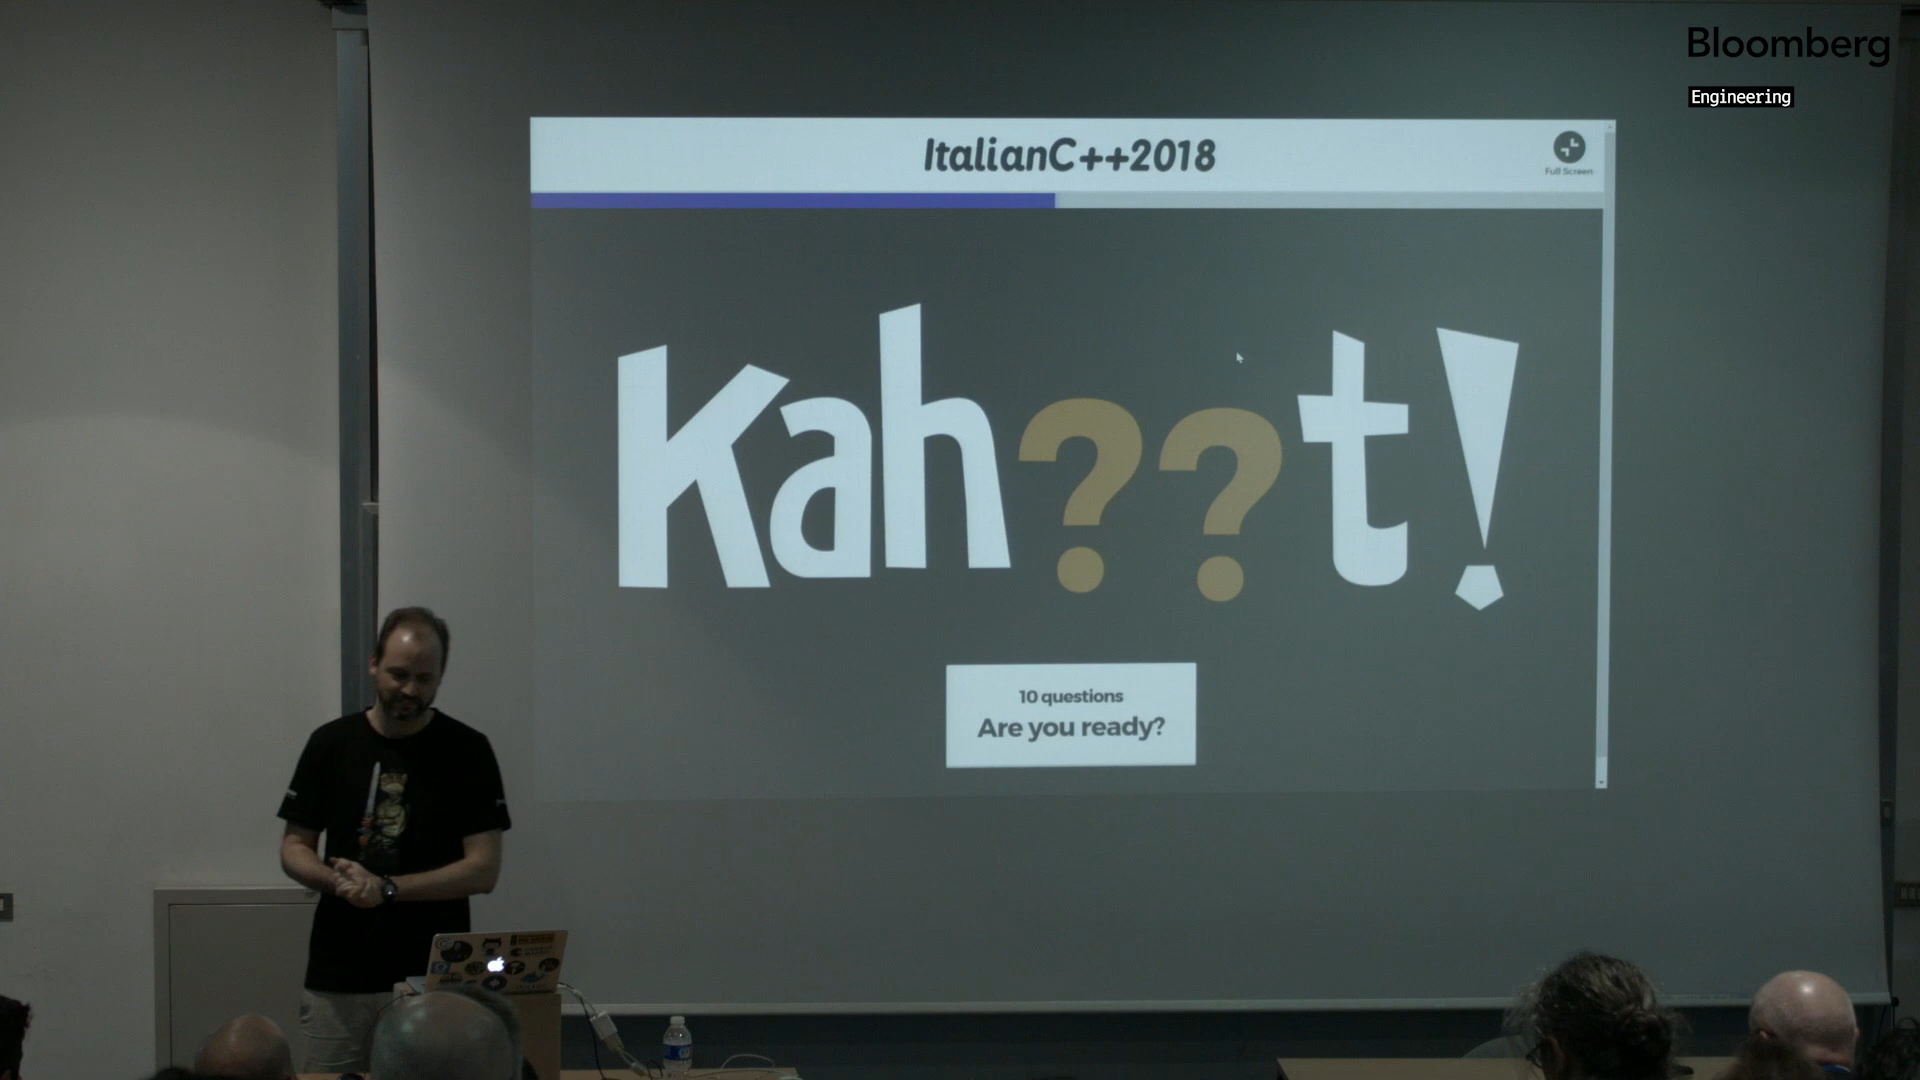 Bloomberg
Engineering
ItalianC++2018
Full Screen
Kah??t!
10 questions
Are you ready?